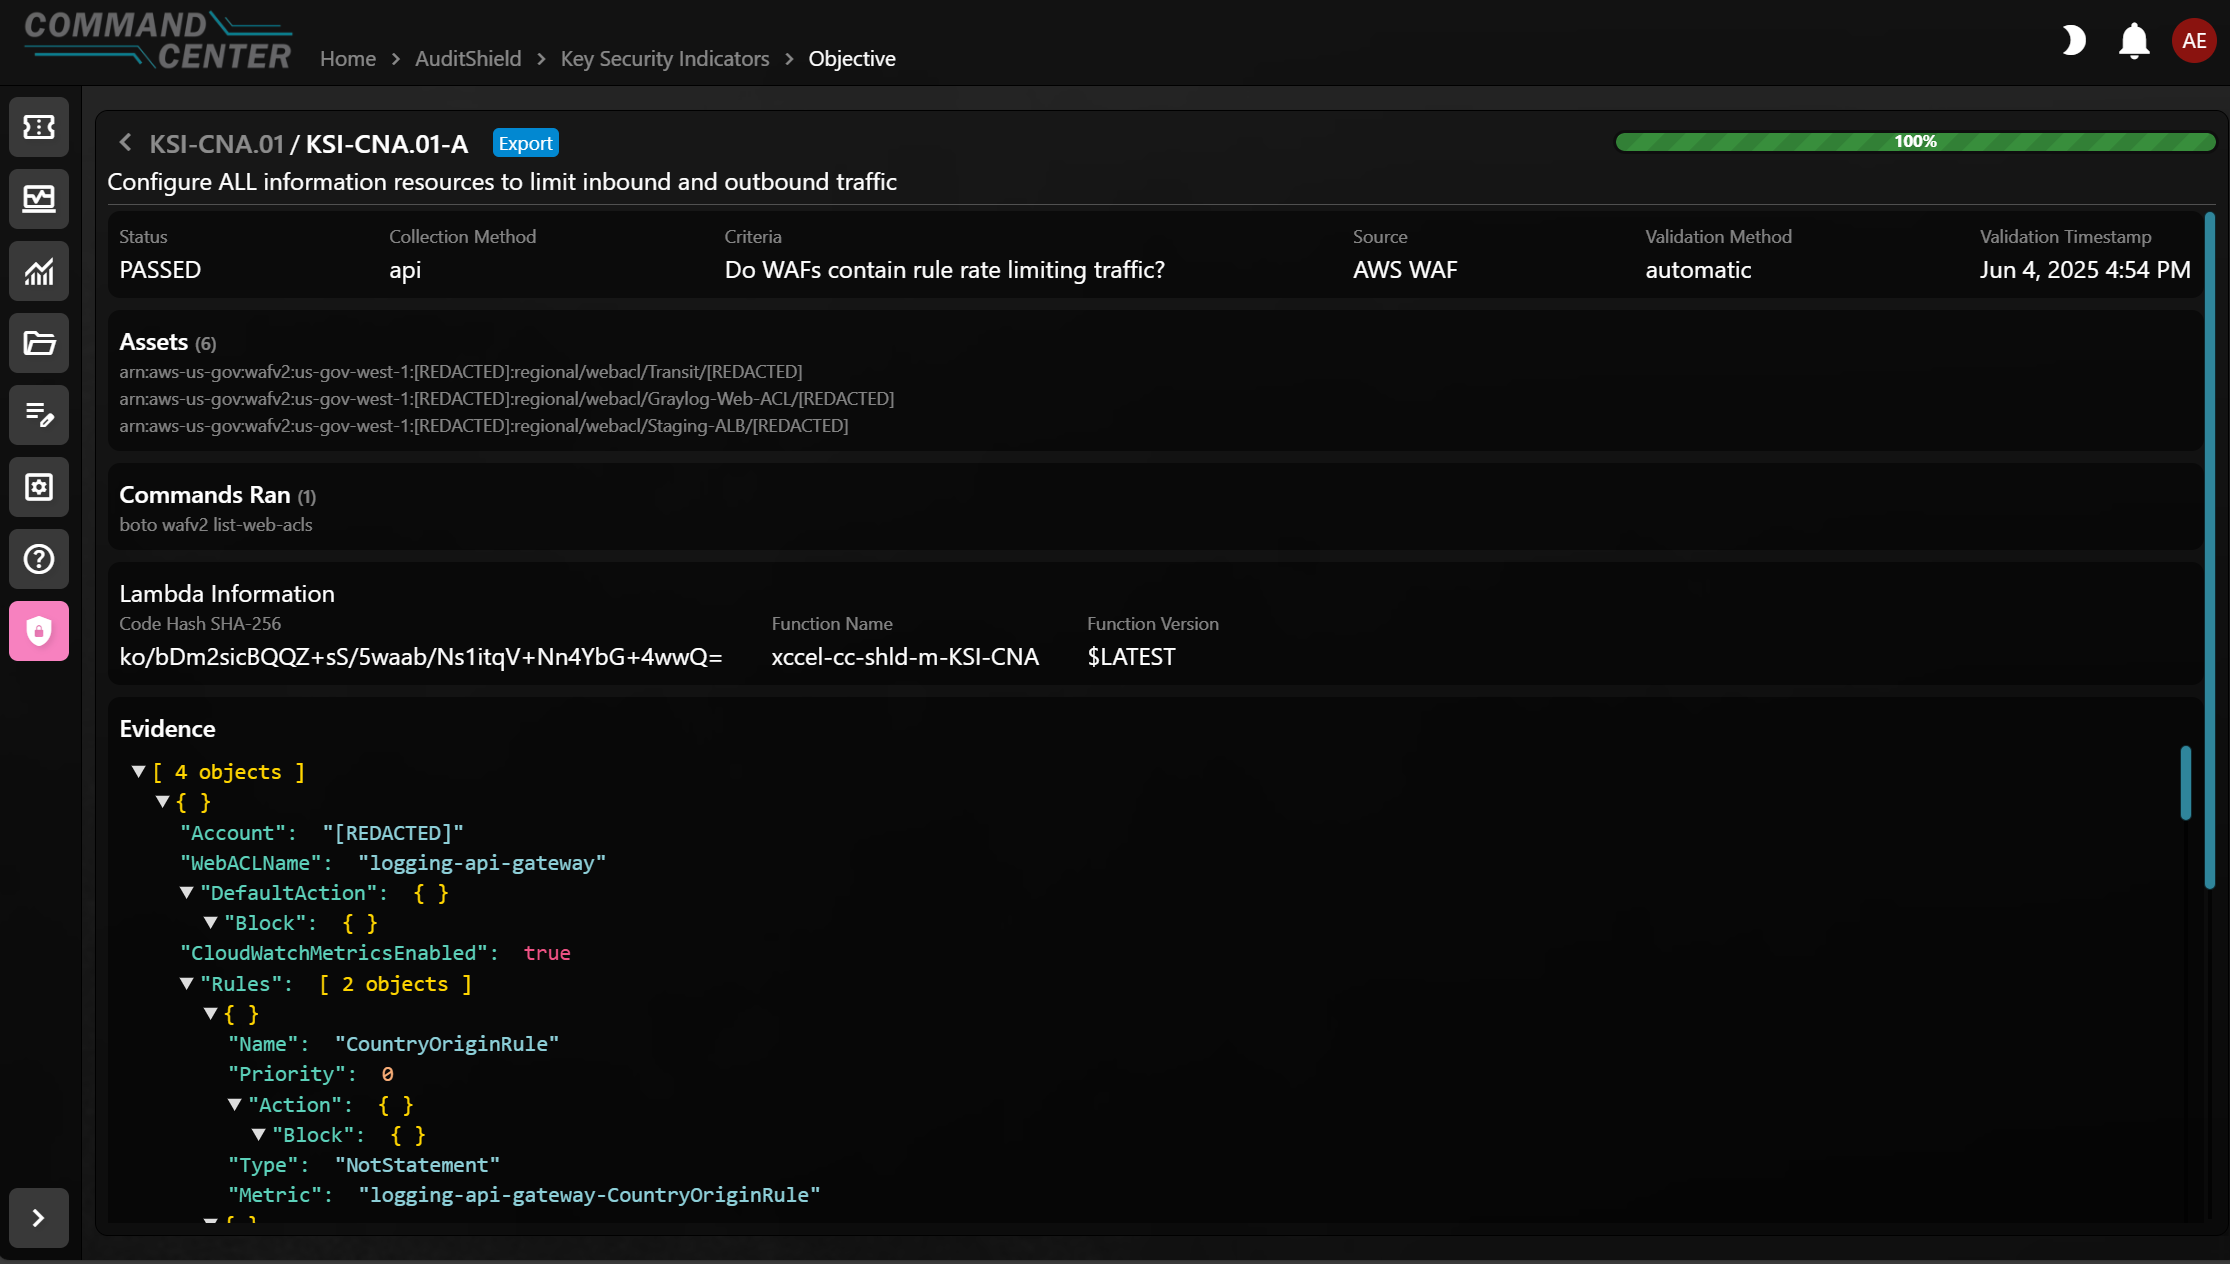 COMMAND CENTER
Home > AuditShield > Key Security Indicators > Objective
AE
KSI-CNA.01 / KSI-CNA.01-A Export
100%
Configure ALL information resources to limit inbound and outbound traffic
Status Collection Method Criteria Source Validation Method Validation Timestamp
PASSED api Do WAFs contain rule rate limiting traffic? AWS WAF automatic Jun 4, 2025 4:54 PM
Assets (6)
arn:aws-us-gov:wafv2:us-gov-west-1:[REDACTED]:regional/webacl/Transit/[REDACTED]
arn:aws-us-gov:wafv2:us-gov-west-1:[REDACTED]:regional/webacl/Graylog-Web-ACL/[REDACTED]
arn:aws-us-gov:wafv2:us-gov-west-1:[REDACTED]:regional/webacl/Staging-ALB/[REDACTED]
Commands Ran (1)
boto wafv2 list-web-acls
Lambda Information
Code Hash SHA-256 Function Name Function Version
ko/bDm2sicBQQZ+sS/5waab/Ns1itqV+Nn4YbG+4wwQ= xccel-cc-shld-m-KSI-CNA $LATEST
Evidence
▼[ 4 objects ]
▼{ }
"Account": "[REDACTED]"
"WebACLName": "logging-api-gateway"
▼"DefaultAction": { }
▼"Block": { }
"CloudWatchMetricsEnabled": true
▼"Rules": [ 2 objects ]
▼{ }
"Name": "CountryOriginRule"
"Priority": 0
▼"Action": { }
▼"Block": { }
"Type": "NotStatement"
"Metric": "logging-api-gateway-CountryOriginRule"
▼{ }